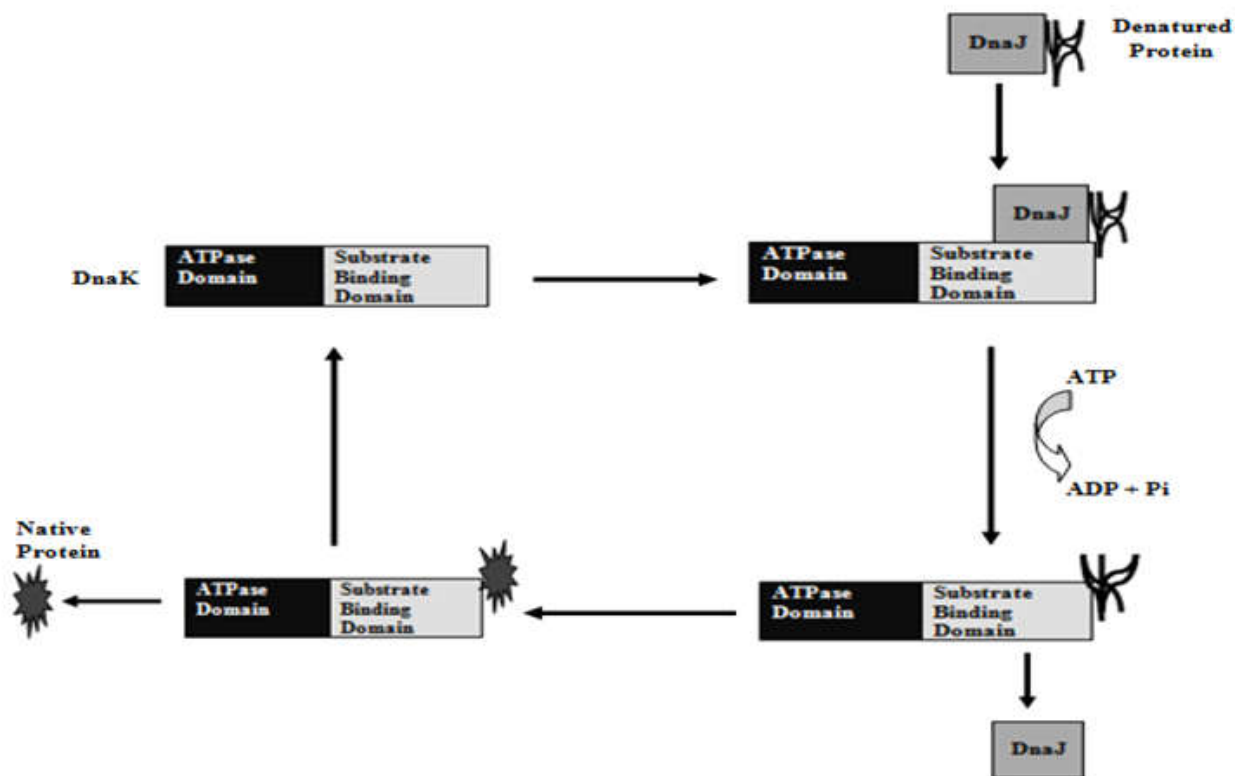 DnaJ
Denatured
Protein
DnaJ
DnaK
ATPase
Domain
Substrate
Binding
Domain
ATPase
Domain
Substrate
Binding
Domain
ATP
ADP + Pi
Native
Protein
ATPase
Domain
Substrate
Binding
Domain
ATPase
Domain
Substrate
Binding
Domain
DnaJ